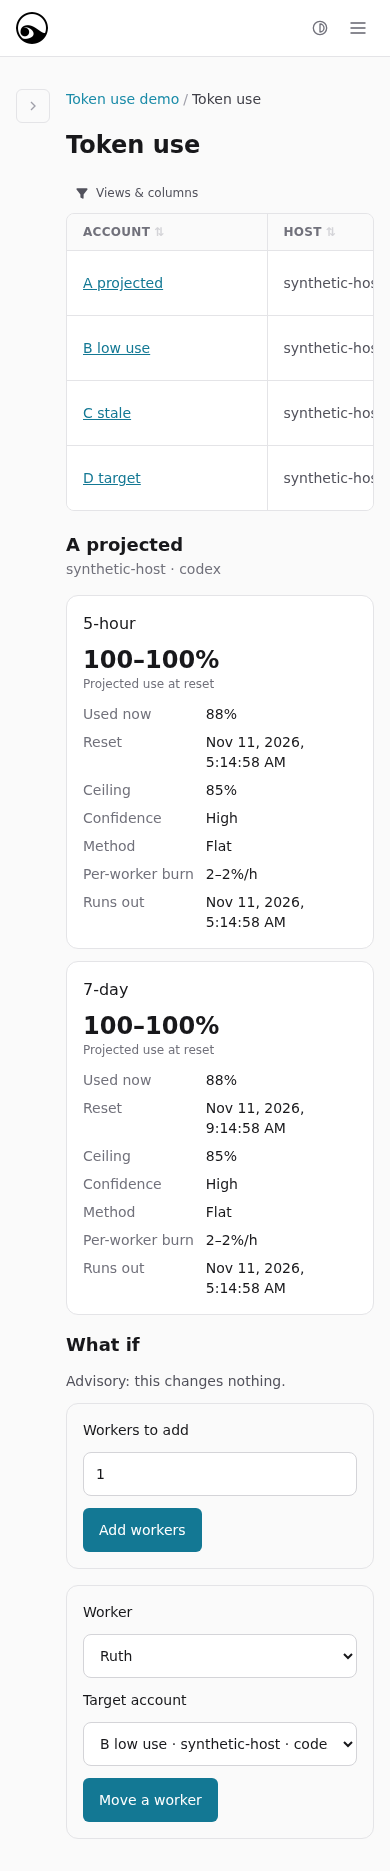 Token use demo / Token use
Token use
Views & columns
ACCOUNT ⇅ HOST ⇅
A projected synthetic-hos
B low use synthetic-hos
C stale synthetic-hos
D target synthetic-hos
A projected
synthetic-host · codex
5-hour
100–100%
Projected use at reset
Used now 88%
Reset Nov 11, 2026,
5:14:58 AM
Ceiling 85%
Confidence High
Method Flat
Per-worker burn 2–2%/h
Runs out Nov 11, 2026,
5:14:58 AM
7-day
100–100%
Projected use at reset
Used now 88%
Reset Nov 11, 2026,
9:14:58 AM
Ceiling 85%
Confidence High
Method Flat
Per-worker burn 2–2%/h
Runs out Nov 11, 2026,
5:14:58 AM
What if
Advisory: this changes nothing.
Workers to add
1
Add workers
Worker
Ruth
Target account
B low use · synthetic-host · code
Move a worker